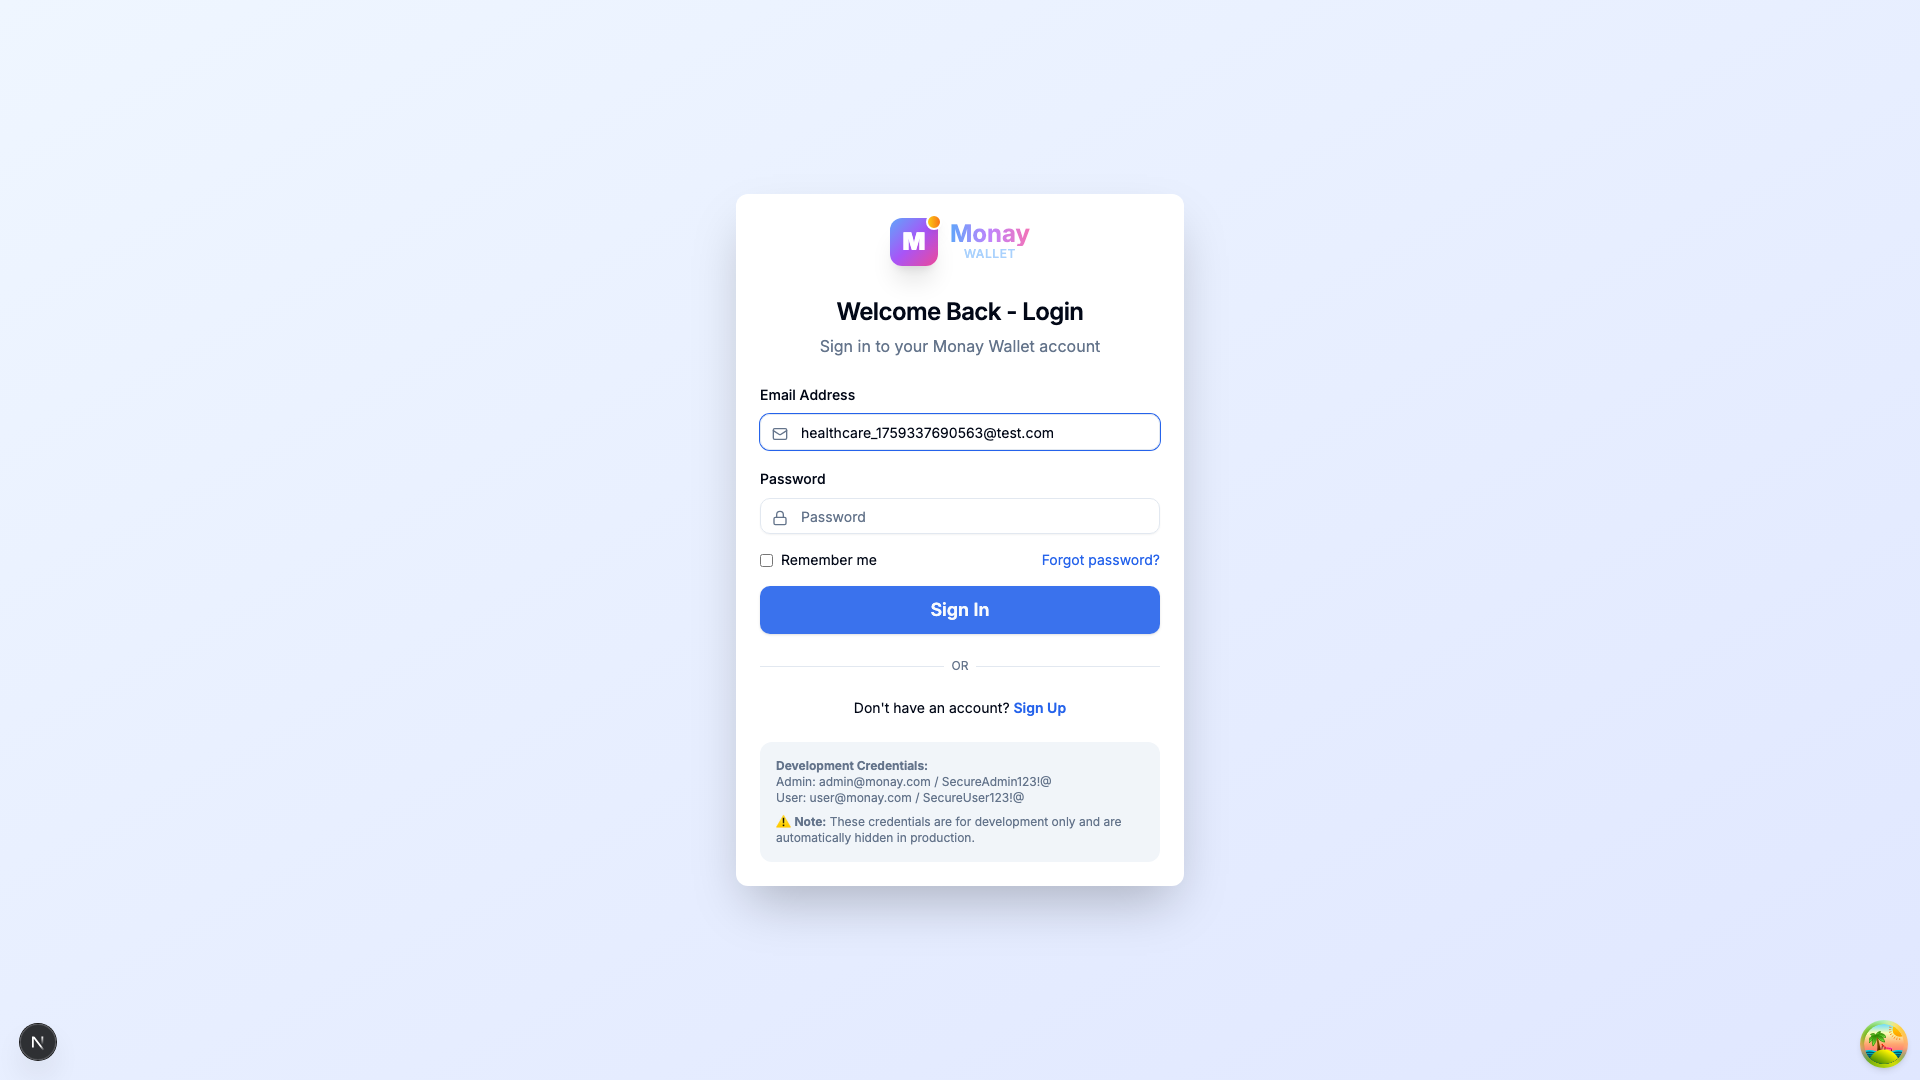 M
Monay
WALLET
Welcome Back - Login
Sign in to your Monay Wallet account
Email Address
healthcare_1759337690563@test.com
Password
Password
Remember me
Forgot password?
Sign In
OR
Don't have an account? Sign Up
Development Credentials:
Admin: admin@monay.com / SecureAdmin123!@
User: user@monay.com / SecureUser123!@
⚠️ Note: These credentials are for development only and are
automatically hidden in production.
N